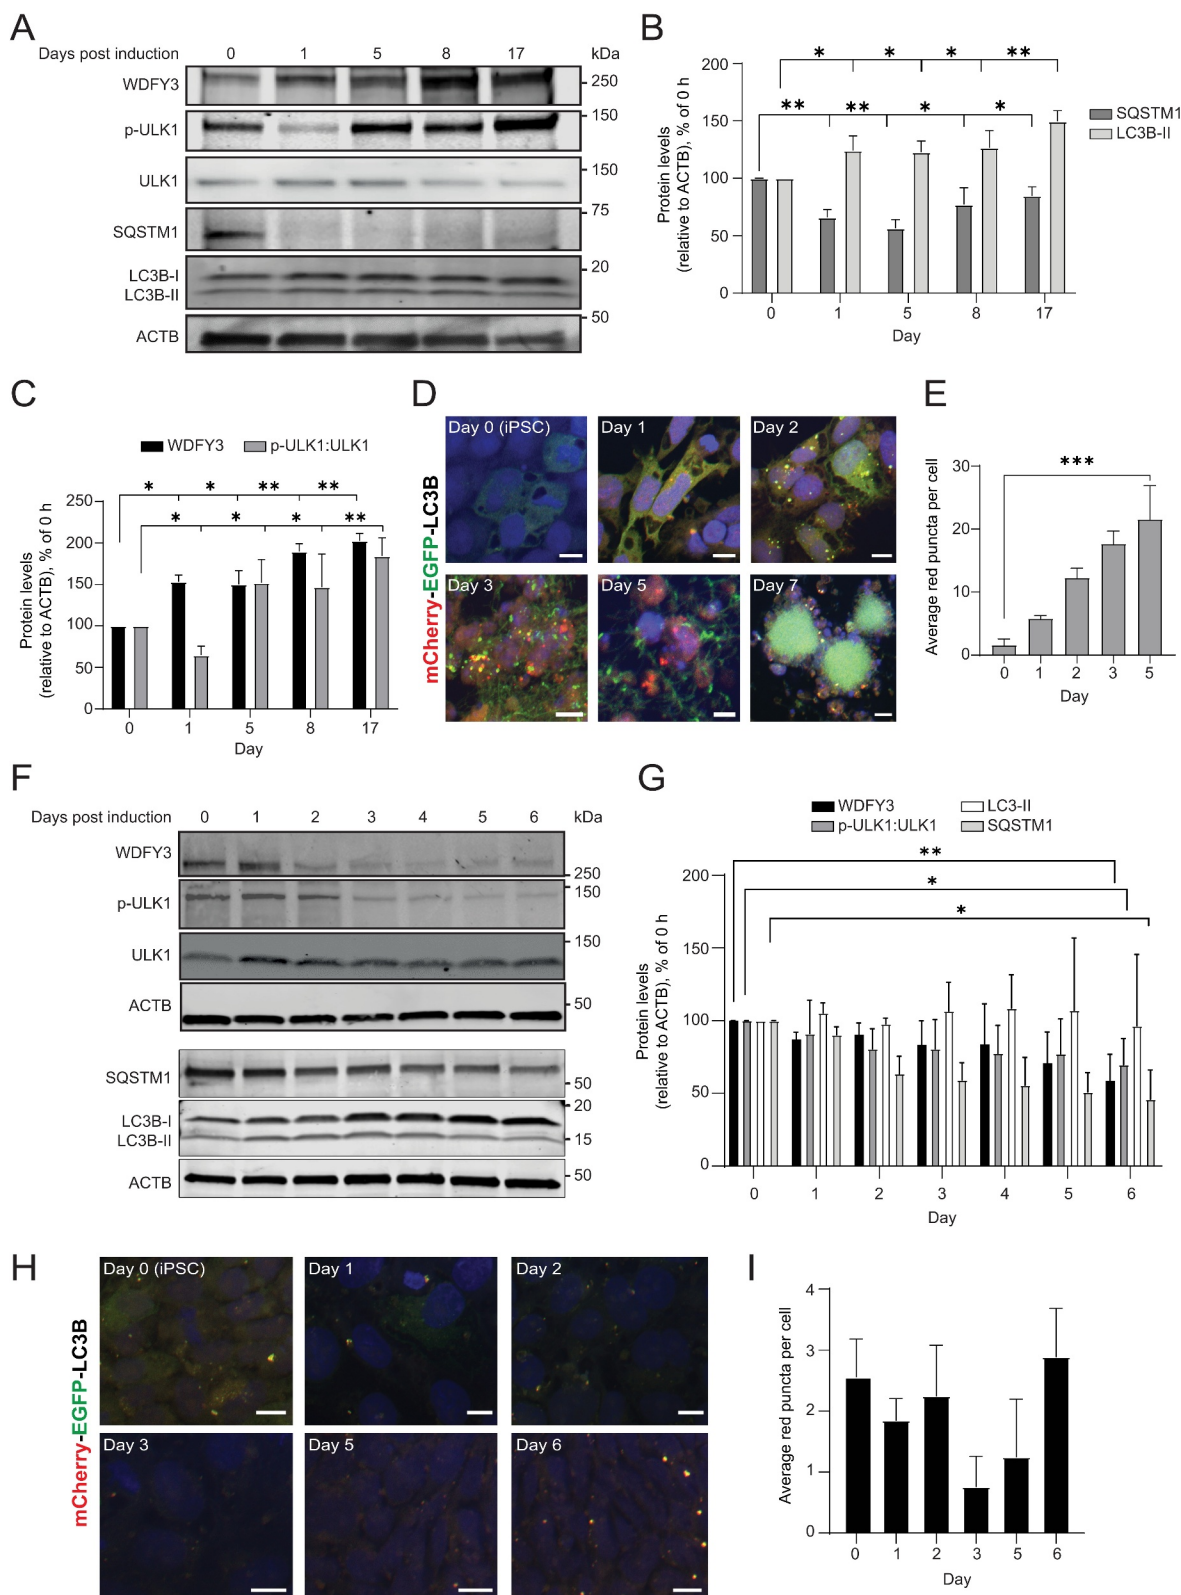 A
Days post induction 0 1 5 8 17 kDa
WDFY3 250
p-ULK1 150
ULK1 150
SQSTM1 75
LC3B-I 20
LC3B-II
ACTB 50
B
* * * **
** ** * *
Protein levels
(relative to ACTB), % of 0 h
200
150
100
50
0
0 1 5 8 17
Day
SQSTM1
LC3B-II
C
WDFY3 p-ULK1:ULK1
* * ** **
* * * **
Protein levels
(relative to ACTB), % of 0 h
250
200
150
100
50
0
0 1 5 8 17
Day
D
mCherry-EGFP-LC3B
Day 0 (iPSC) Day 1 Day 2
Day 3 Day 5 Day 7
E
***
Average red puncta per cell
30
20
10
0
0 1 2 3 5
Day
F
Days post induction 0 1 2 3 4 5 6 kDa
WDFY3 250
p-ULK1 150
ULK1 150
ACTB 50
SQSTM1 50
LC3B-I 20
LC3B-II 15
ACTB 50
G
WDFY3 LC3-II
p-ULK1:ULK1 SQSTM1
**
*
*
Protein levels
(relative to ACTB), % of 0 h
200
150
100
50
0
0 1 2 3 4 5 6
Day
H
mCherry-EGFP-LC3B
Day 0 (iPSC) Day 1 Day 2
Day 3 Day 5 Day 6
I
Average red puncta per cell
4
3
2
1
0
0 1 2 3 5 6
Day